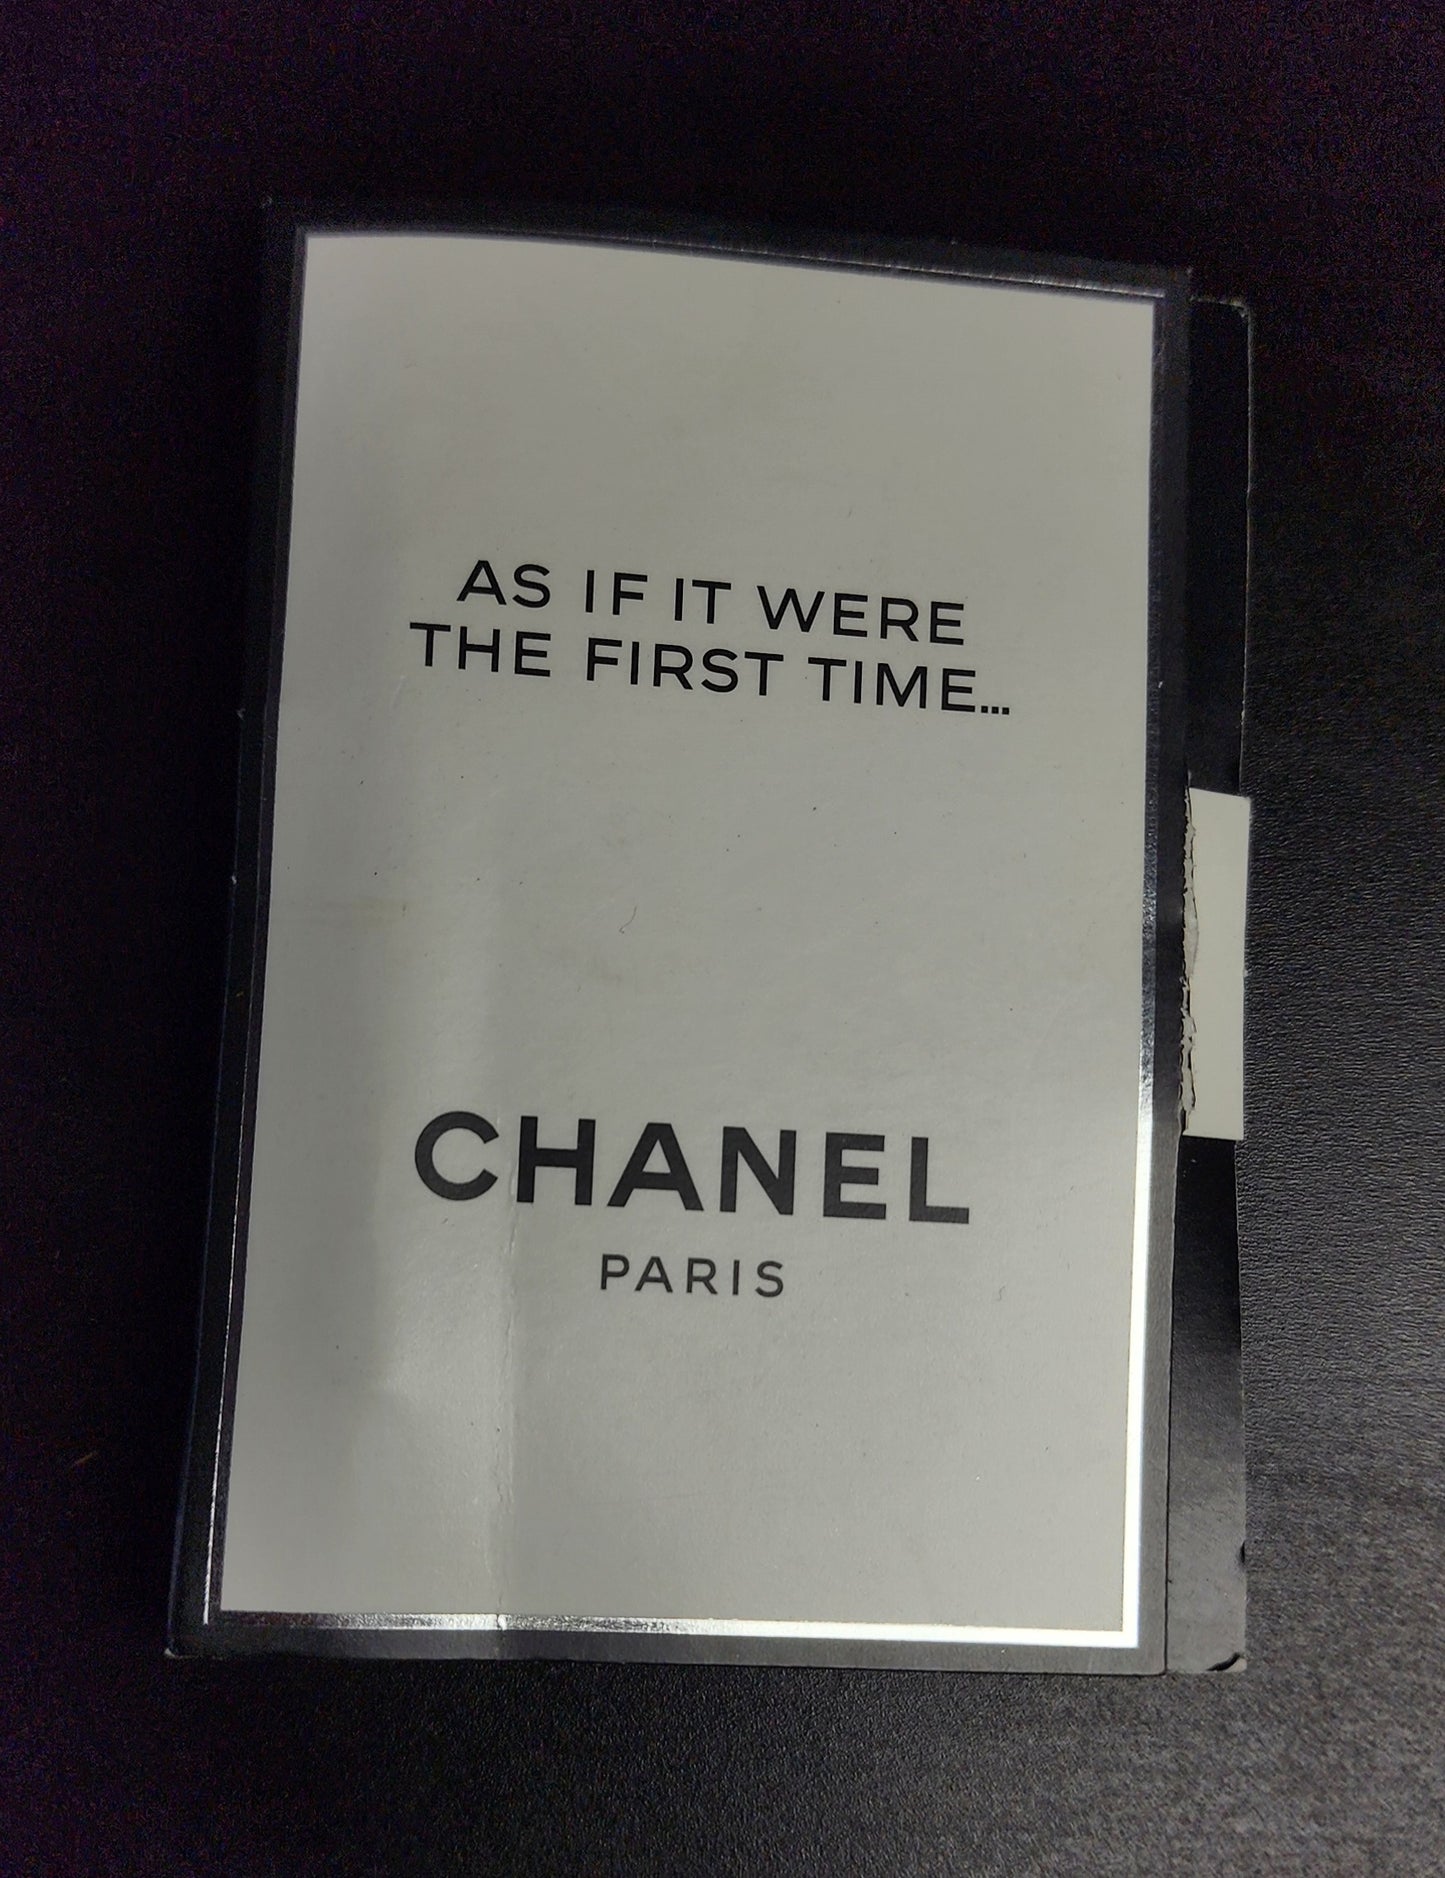 AS IF IT WERE
THE FIRST TIME...
CHANEL
PARIS